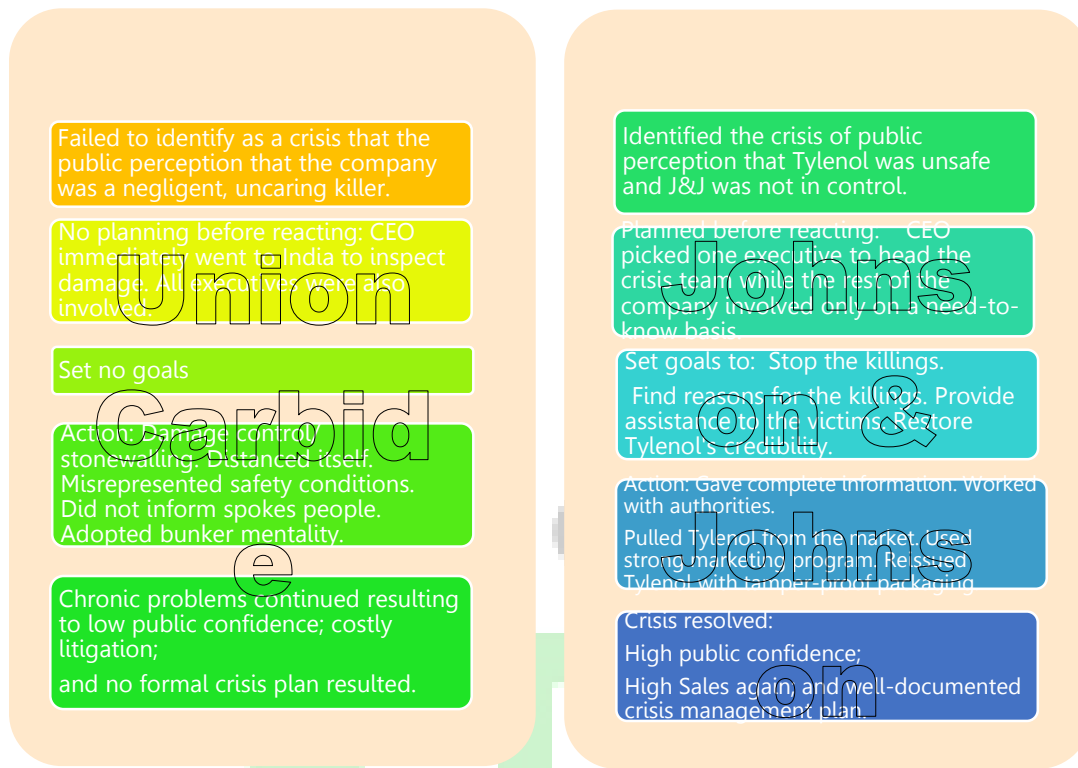 Union
Carbid
e
Failed to identify as a crisis that the
public perception that the company
was a negligent, uncaring killer.
No planning before reacting: CEO
immediately went to India to inspect
damage. All executives were also
involved.
Set no goals
Action: Damage control/
stonewalling. Distanced itself.
Misrepresented safety conditions.
Did not inform spokes people.
Adopted bunker mentality.
Chronic problems continued resulting
to low public confidence; costly
litigation;
and no formal crisis plan resulted.
Johns
on &
Johns
on
Identified the crisis of public
perception that Tylenol was unsafe
and J&J was not in control.
Planned before reacting: CEO
picked one executive to head the
crisis team while the rest of the
company involved only on a need-to-
know basis.
Set goals to: Stop the killings.
Find reasons for the killings. Provide
assistance to the victims. Restore
Tylenol's credibility.
Action: Gave complete information. Worked
with authorities.
Pulled Tylenol from the market. Used
strong marketing program. Reissued
Tylenol with tamper-proof packaging
Crisis resolved:
High public confidence;
High Sales again; and well-documented
crisis management plan.